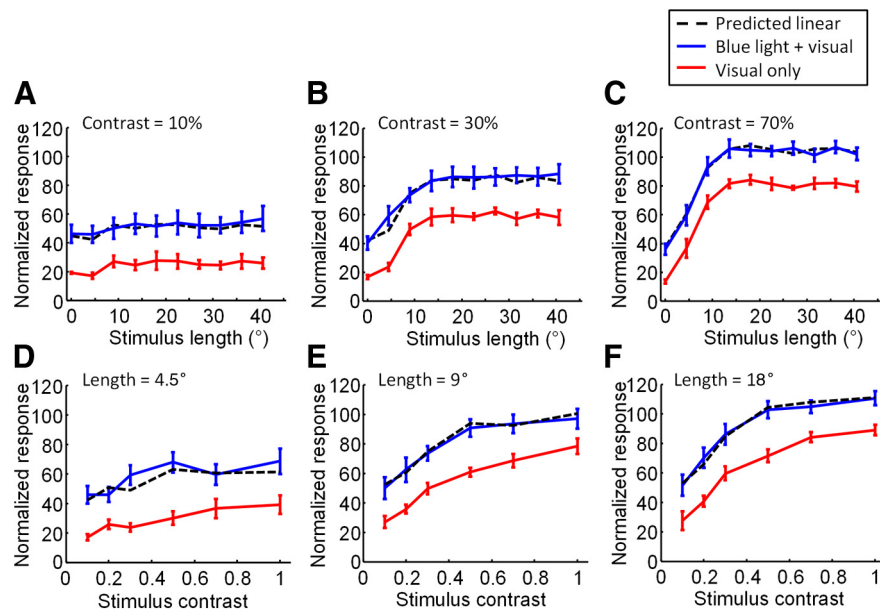 Predicted linear
Blue light + visual
Visual only
A
B
C
Contrast = 10%
Contrast = 30%
Contrast = 70%
Normalized response
120
100
80
60
40
20
0
0 10 20 30 40
Stimulus length (°)
Normalized response
120
100
80
60
40
20
0
0 10 20 30 40
Stimulus length (°)
Normalized response
120
100
80
60
40
20
0
0 10 20 30 40
Stimulus length (°)
D
E
F
Length = 4.5°
Length = 9°
Length = 18°
Normalized response
120
100
80
60
40
20
0
0 0.2 0.4 0.6 0.8 1
Stimulus contrast
Normalized response
120
100
80
60
40
20
0
0 0.2 0.4 0.6 0.8 1
Stimulus contrast
Normalized response
120
100
80
60
40
20
0
0 0.2 0.4 0.6 0.8 1
Stimulus contrast